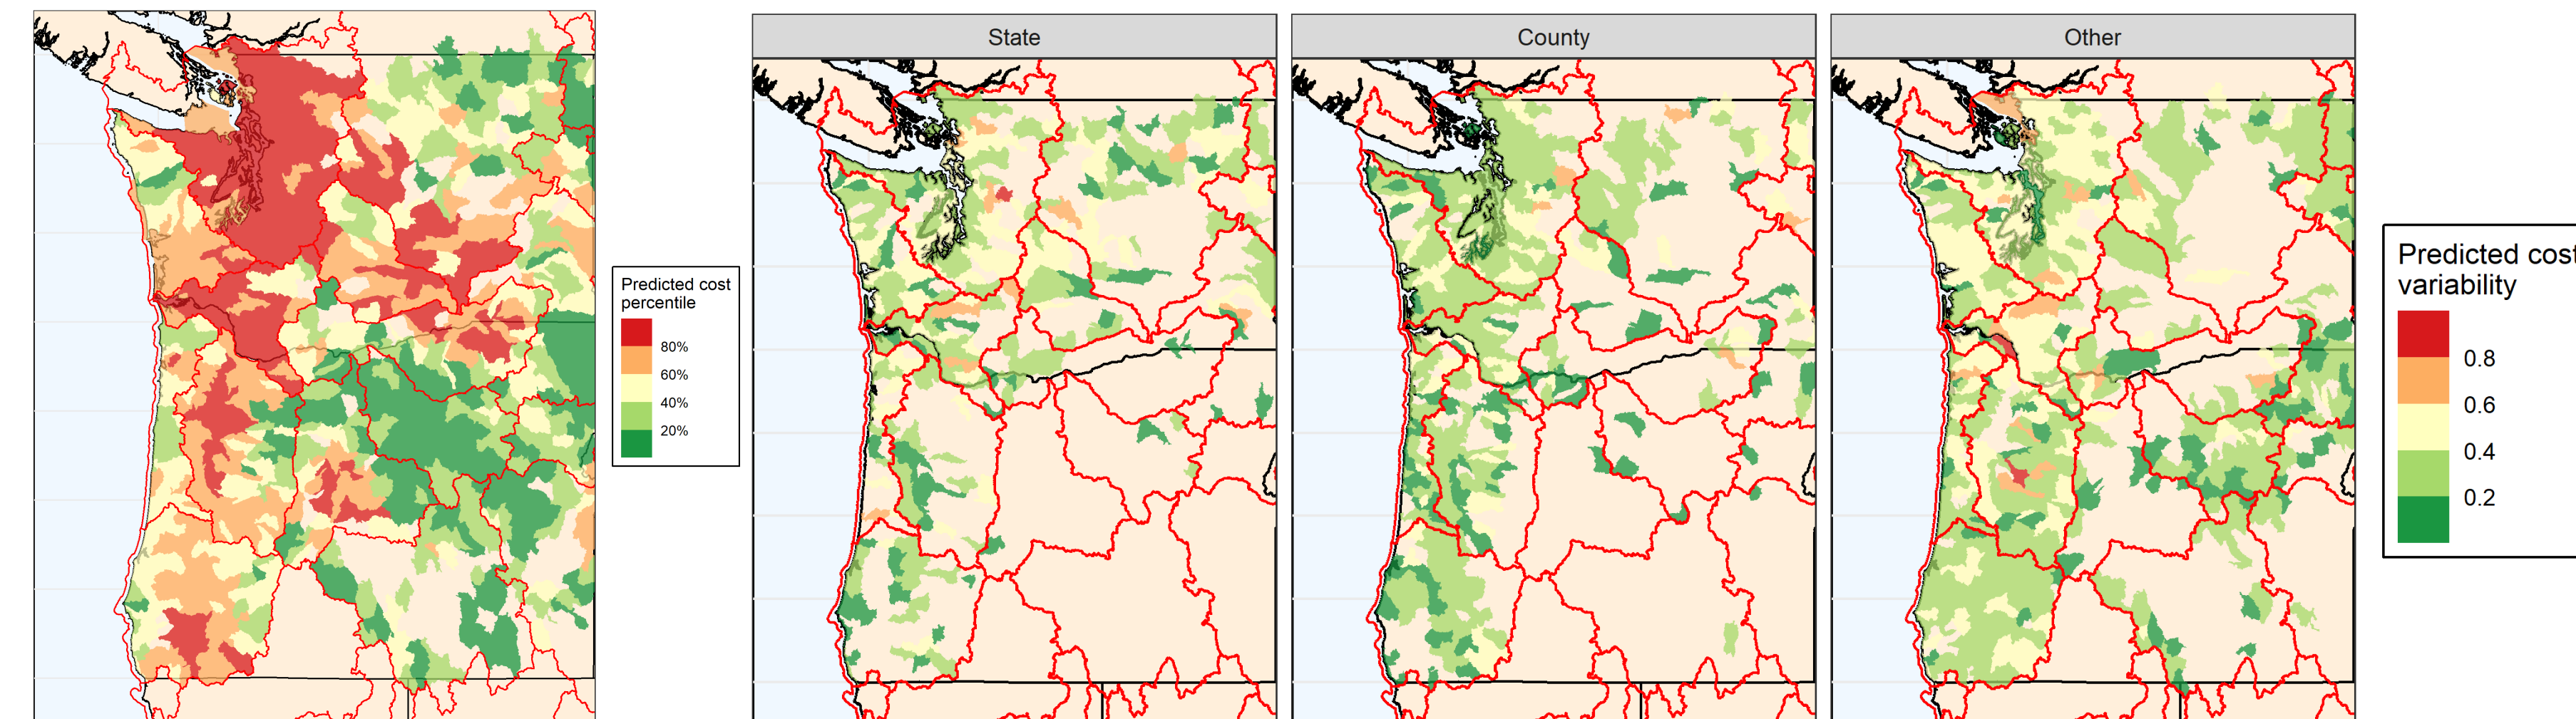 Predicted cost
percentile
80%
60%
40%
20%
State
County
Other
Predicted cost
variability
0.8
0.6
0.4
0.2